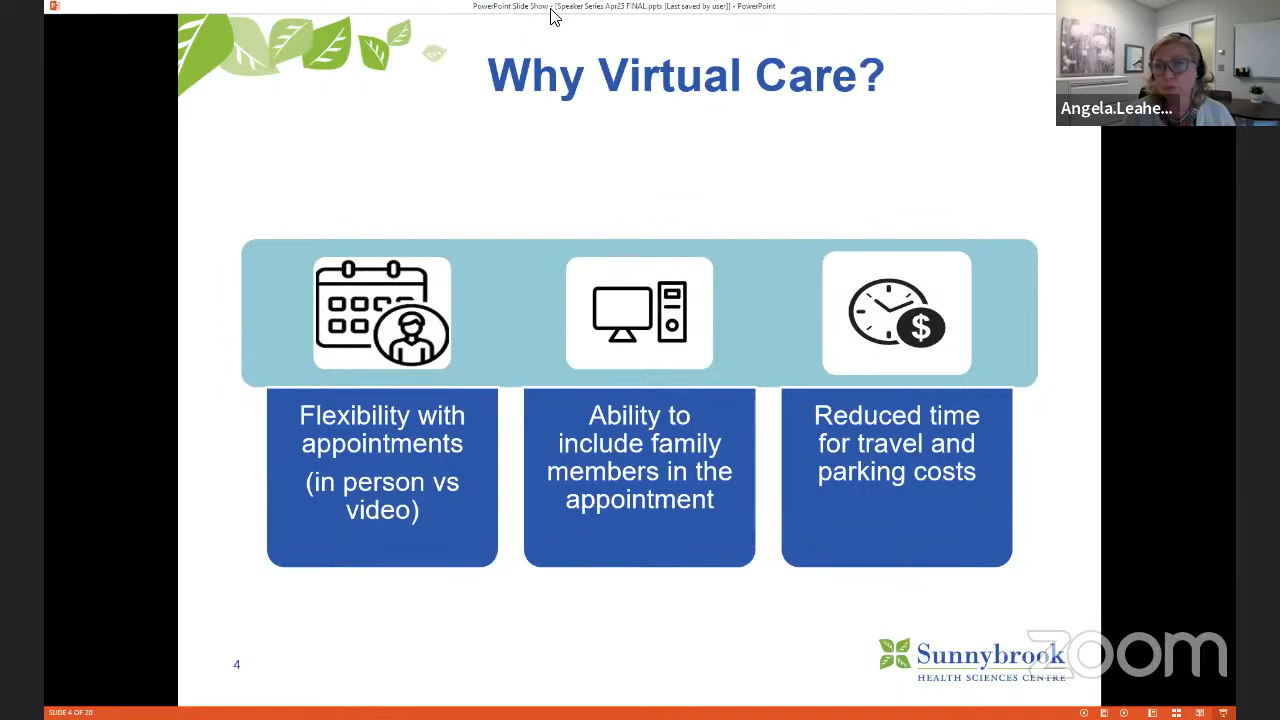 PowerPoint Slide Show - [Speaker Series Apr25 FINAL.pptx [Last saved by user]] - PowerPoint
Why Virtual Care?
Angela.Leahe...
$
Flexibility with
appointments
(in person vs
video)
Ability to
include family
members in the
appointment
Reduced time
for travel and
parking costs
4
Sunnybrook
HEALTH SCIENCES CENTRE
zoom
SLIDE 4 OF 20